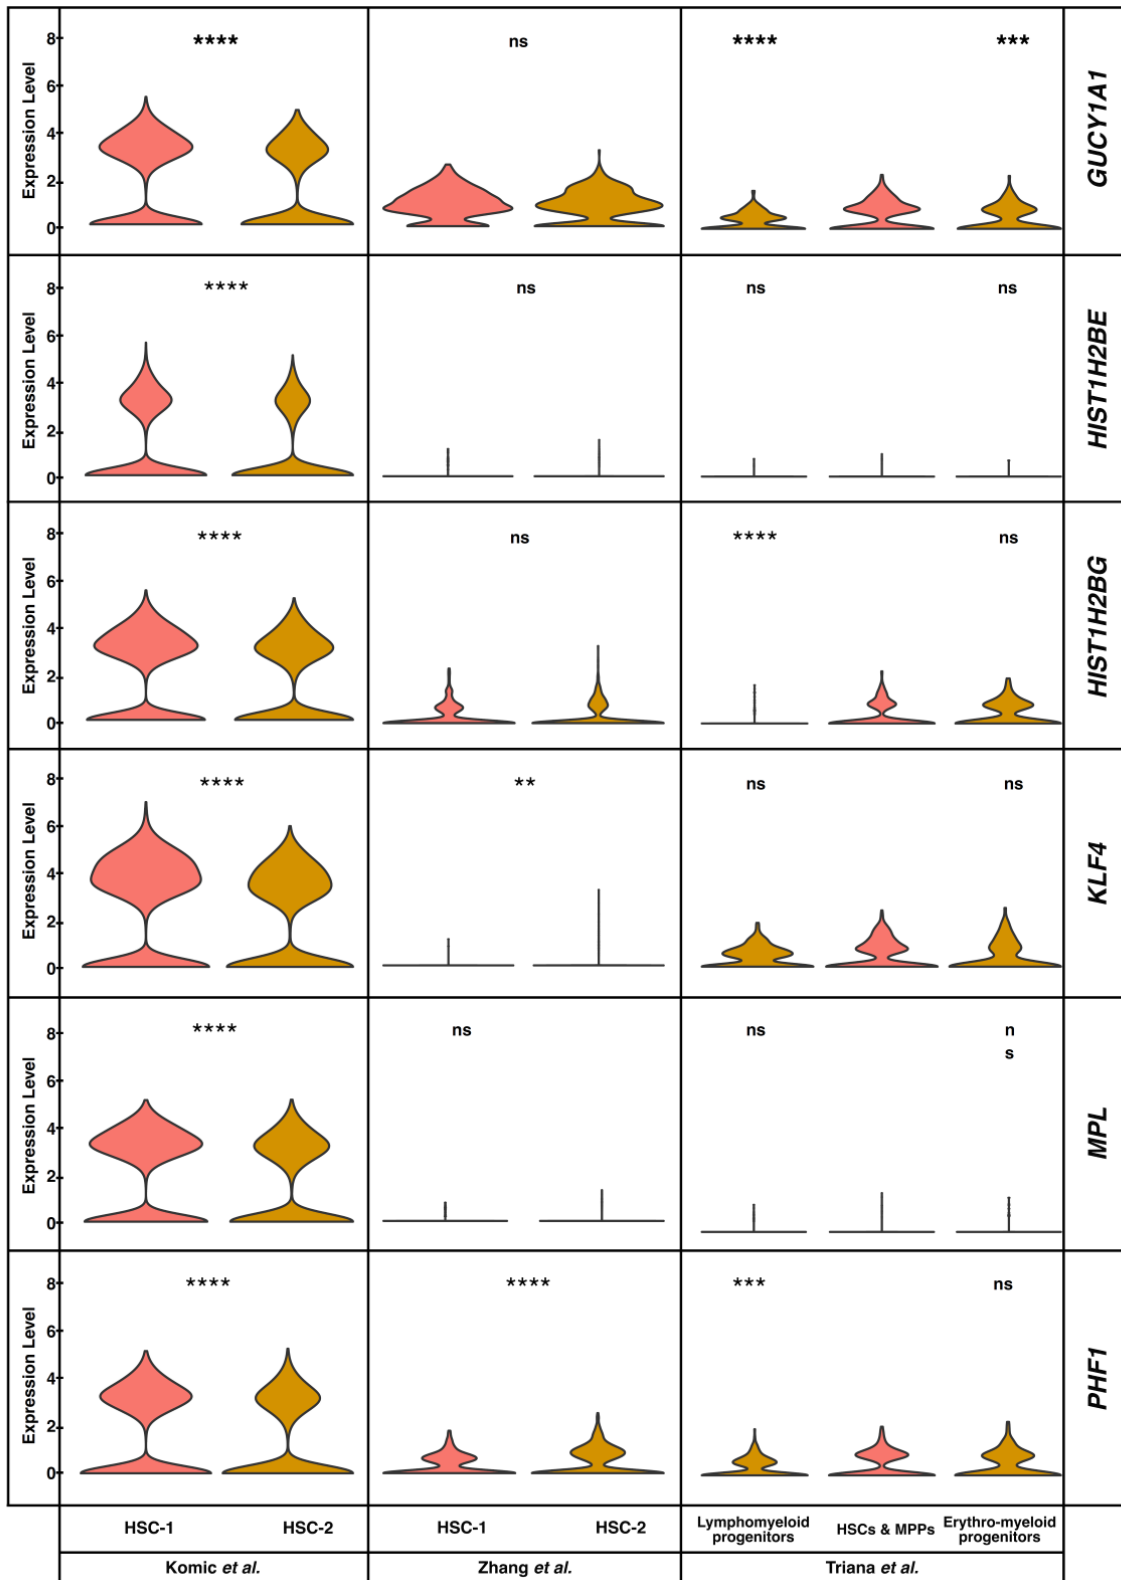 Expression Level
8
6
4
2
0
****
ns
****
***
GUCY1A1
Expression Level
8
6
4
2
0
****
ns
ns
ns
HIST1H2BE
Expression Level
8
6
4
2
0
****
ns
****
ns
HIST1H2BG
Expression Level
8
6
4
2
0
****
**
ns
ns
KLF4
Expression Level
8
6
4
2
0
****
ns
ns
n
s
MPL
Expression Level
8
6
4
2
0
****
****
***
ns
PHF1
HSC-1
HSC-2
HSC-1
HSC-2
Lymphomyeloid
progenitors
HSCs & MPPs
Erythro-myeloid
progenitors
Komic et al.
Zhang et al.
Triana et al.